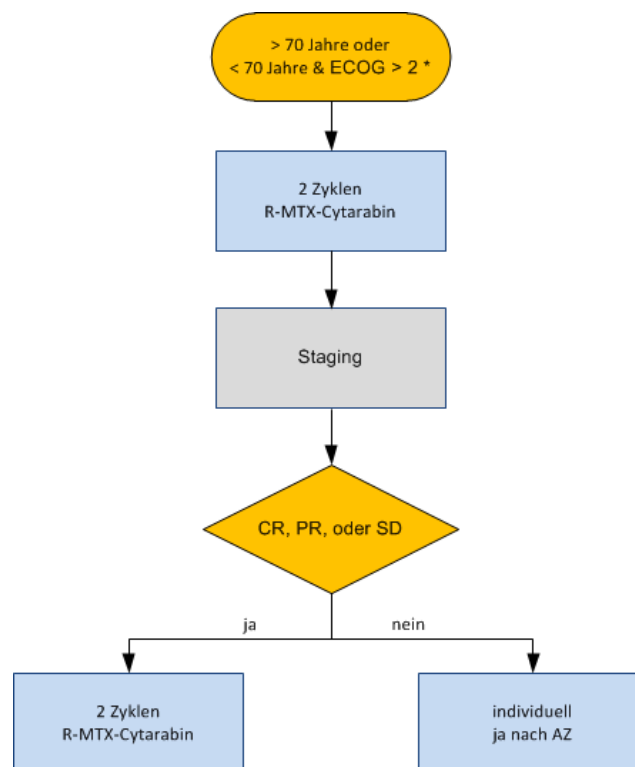 > 70 Jahre oder
< 70 Jahre & ECOG > 2 *
2 Zyklen
R-MTX-Cytarabin
Staging
CR, PR, oder SD
ja
nein
2 Zyklen
R-MTX-Cytarabin
individuell
ja nach AZ